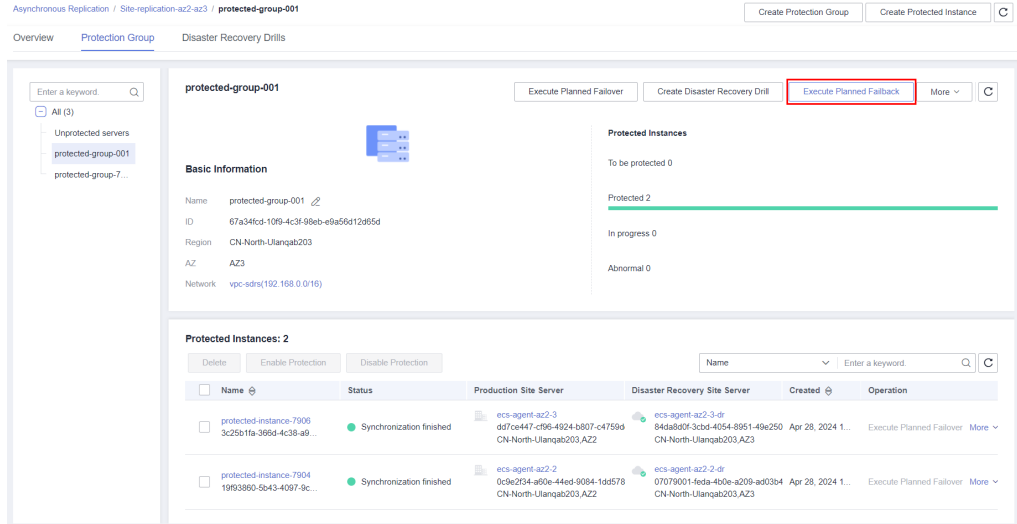 Asynchronous Replication / Site-replication-az2-az3 / protected-group-001
Create Protection Group
Create Protected Instance
Overview
Protection Group
Disaster Recovery Drills
Enter a keyword.
All (3)
Unprotected servers
protected-group-001
protected-group-7...
protected-group-001
Execute Planned Failover
Create Disaster Recovery Drill
Execute Planned Failback
More
Basic Information
Name protected-group-001
ID 67a34fcd-10f9-4c3f-98eb-e9a56d12d65d
Region CN-North-Ulanqab203
AZ AZ3
Network vpc-sdrs(192.168.0.0/16)
Protected Instances
To be protected 0
Protected 2
In progress 0
Abnormal 0
Protected Instances: 2
Delete
Enable Protection
Disable Protection
Name
Enter a keyword.
Name Status Production Site Server Disaster Recovery Site Server Created Operation
protected-instance-7906 ecs-agent-az2-3 ecs-agent-az2-3-dr
3c25b1fa-366d-4c38-a9... Synchronization finished dd7ce447-cf96-4924-b807-c4759d 84da8d0f-3cbd-4054-8951-49e250 Apr 28, 2024 1... Execute Planned Failover More
CN-North-Ulanqab203,AZ2 CN-North-Ulanqab203,AZ3
protected-instance-7904 ecs-agent-az2-2 ecs-agent-az2-2-dr
19f93860-5b43-4097-9c... Synchronization finished 0c9e2f34-a60e-44ed-9084-1dd578 07079001-feda-4b0e-a209-ad03b4 Apr 28, 2024 1... Execute Planned Failover More
CN-North-Ulanqab203,AZ2 CN-North-Ulanqab203,AZ3